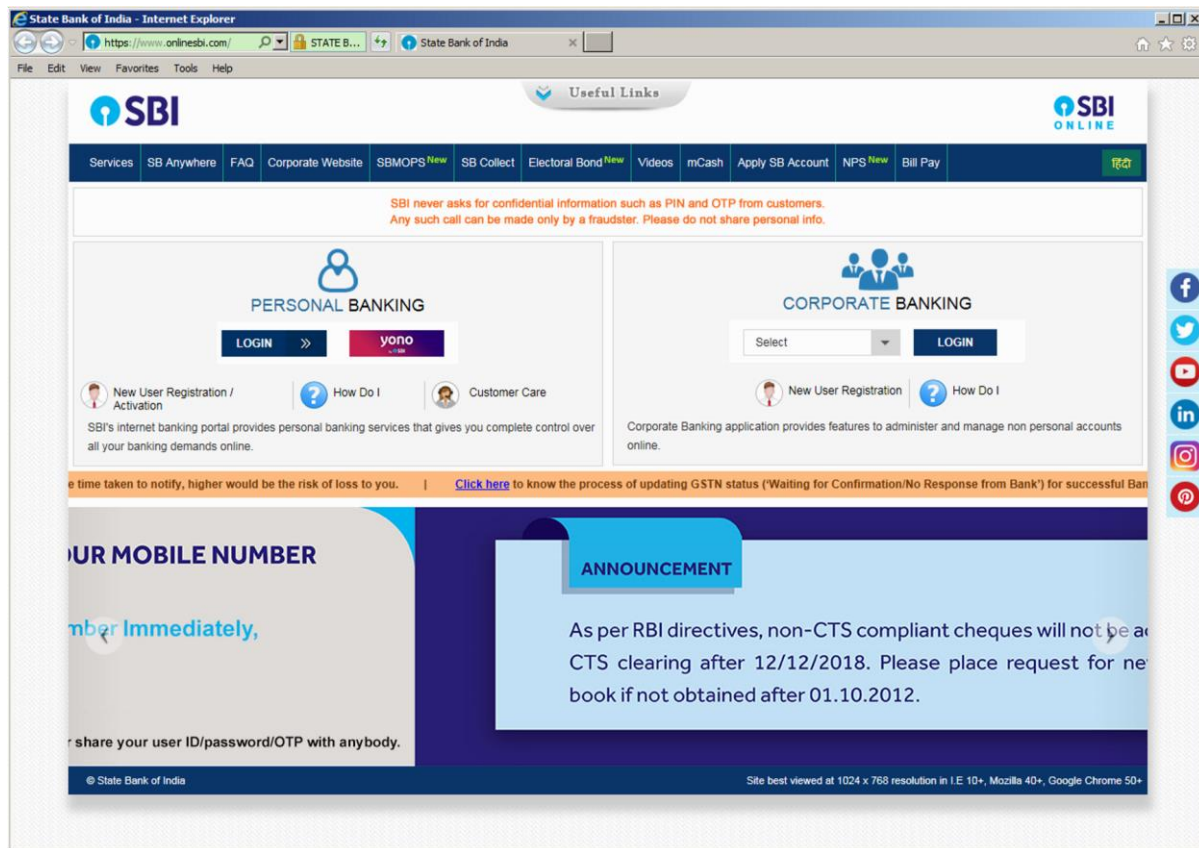 State Bank of India - Internet Explorer
https://www.onlinesbi.com/ STATE B... State Bank of India
File Edit View Favorites Tools Help
Useful Links
SBI
SBI
ONLINE
Services SB Anywhere FAQ Corporate Website SBMOPS New SB Collect Electoral Bond New Videos mCash Apply SB Account NPS New Bill Pay हिंदी
SBI never asks for confidential information such as PIN and OTP from customers.
Any such call can be made only by a fraudster. Please do not share personal info.
PERSONAL BANKING
LOGIN yono
by SBI
New User Registration /
Activation
How Do I
Customer Care
SBI's internet banking portal provides personal banking services that gives you complete control over
all your banking demands online.
CORPORATE BANKING
Select LOGIN
New User Registration How Do I
Corporate Banking application provides features to administer and manage non personal accounts
online.
e time taken to notify, higher would be the risk of loss to you. | Click here to know the process of updating GSTN status ('Waiting for Confirmation/No Response from Bank') for successful Ban
OUR MOBILE NUMBER
mber Immediately,
r share your user ID/password/OTP with anybody.
ANNOUNCEMENT
As per RBI directives, non-CTS compliant cheques will not be ac
CTS clearing after 12/12/2018. Please place request for ne
book if not obtained after 01.10.2012.
© State Bank of India
Site best viewed at 1024 x 768 resolution in I.E 10+, Mozilla 40+, Google Chrome 50+